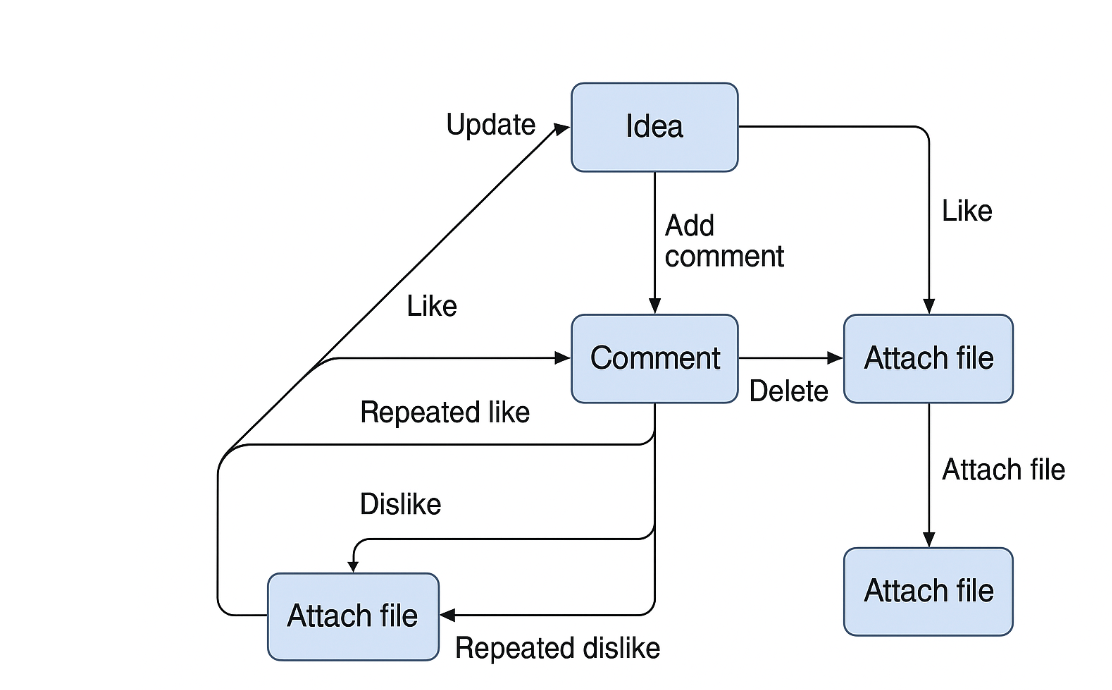 Update
Idea
Like
Add
comment
Like
Comment
Attach file
Delete
Repeated like
Attach file
Dislike
Attach file
Attach file
Repeated dislike